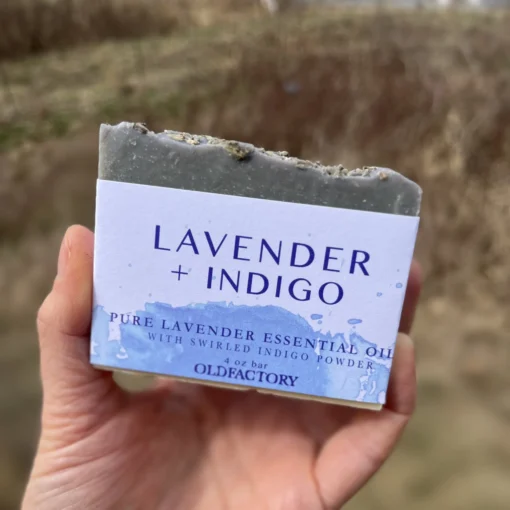 LAVENDER
+ INDIGO
PURE LAVENDER ESSENTIAL OIL
WITH SWIRLED INDIGO POWDER
4 oz bar
OLDFACTORY